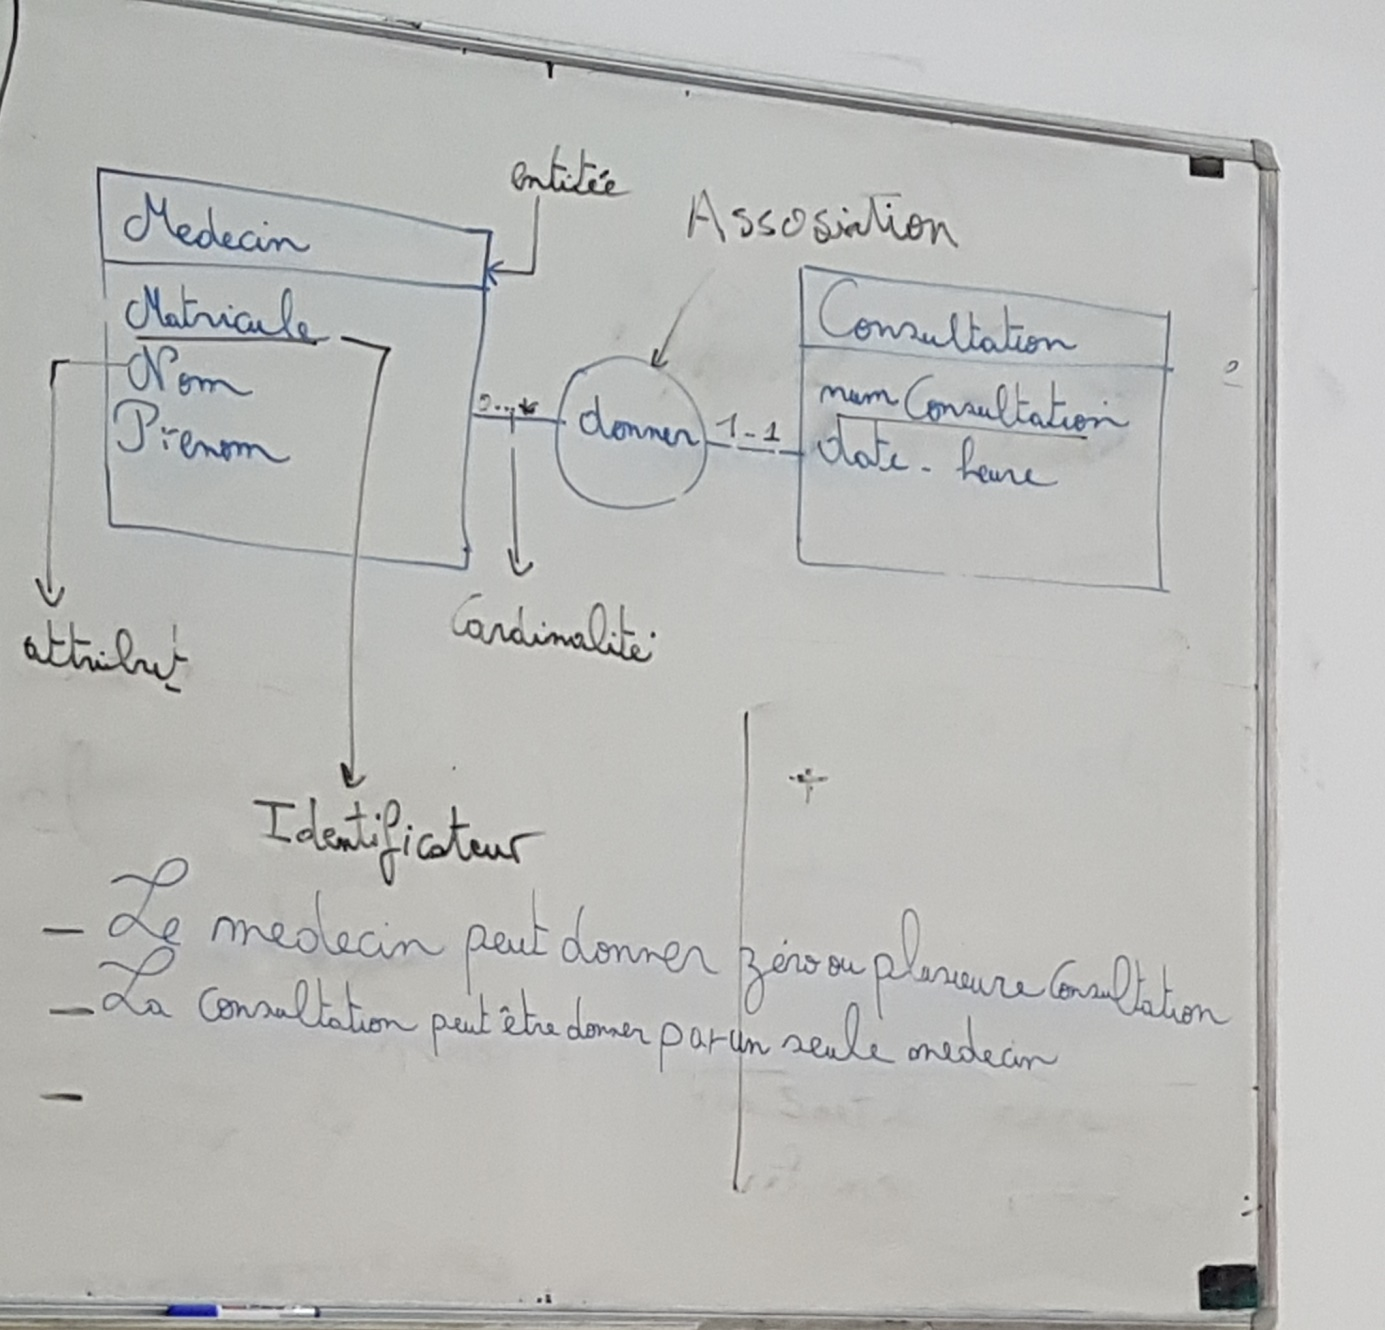 entitée
Assosiation
Medecin
Matricule
Nom
Prenom
0..*
donner
1-1
Consultation
num Consultation
date - heure
attribut
Cardinalité
Identificateur
- Le medecin peut donner zéro ou plusieure Consultation
- La consultation peut être donner par un seule medecin
-